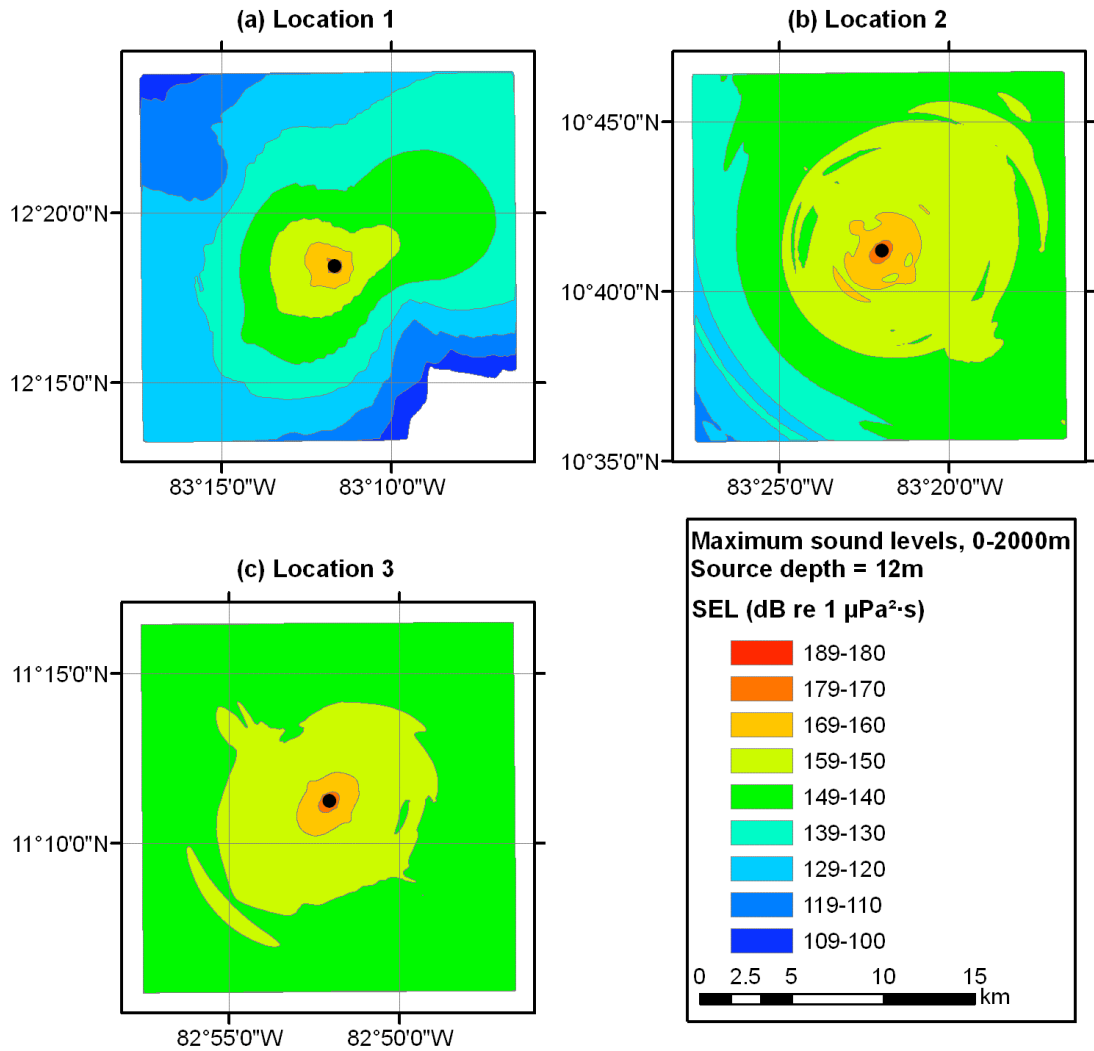 (a) Location 1
12°20'0"N
12°15'0"N
83°15'0"W 83°10'0"W
(b) Location 2
10°45'0"N
10°40'0"N
10°35'0"N
83°25'0"W 83°20'0"W
(c) Location 3
11°15'0"N
11°10'0"N
82°55'0"W 82°50'0"W
Maximum sound levels, 0-2000m
Source depth = 12m
SEL (dB re 1 µPa²·s)
189-180
179-170
169-160
159-150
149-140
139-130
129-120
119-110
109-100
0 2.5 5 10 15
km